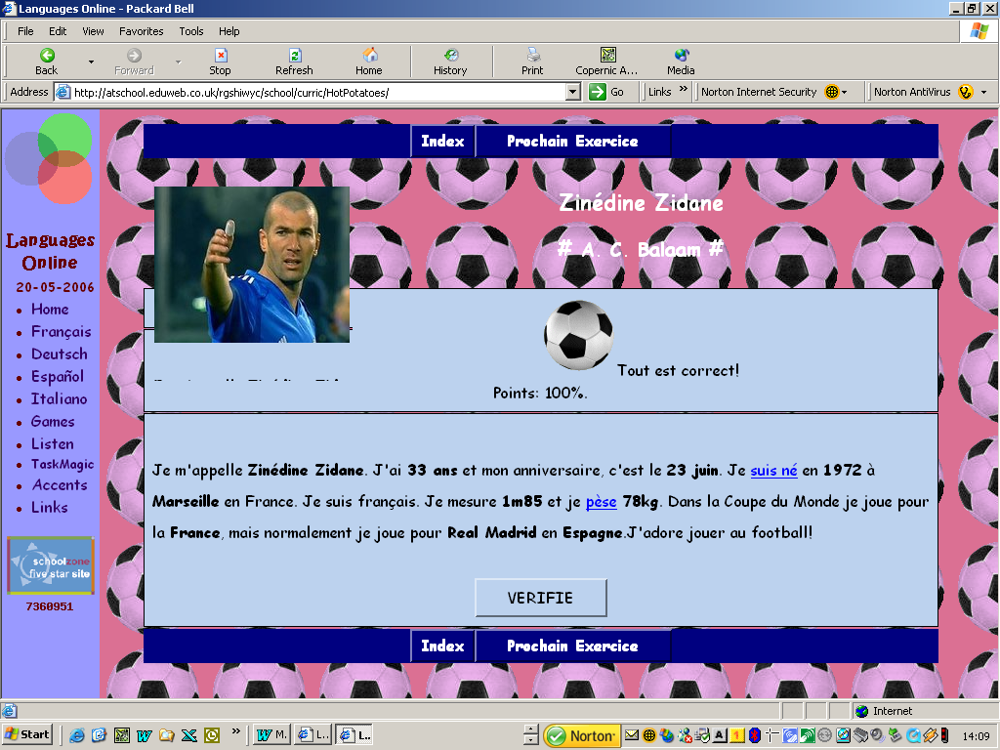 Languages Online - Packard Bell
File Edit View Favorites Tools Help
Back Forward Stop Refresh Home History Print Copernic A... Media
Address http://atschool.eduweb.co.uk/rgshiwyc/school/curric/HotPotatoes/ Go Links » Norton Internet Security Norton AntiVirus
Index Prochain Exercice
Zinédine Zidane
# A. C. Balaam #
Languages
Online
20-05-2006
Home
Français
Deutsch
Español
Italiano
Games
Listen
TaskMagic
Accents
Links
schoolzone
five star site
7360951
Tout est correct!
Points: 100%.
Je m'appelle Zinédine Zidane. J'ai 33 ans et mon anniversaire, c'est le 23 juin. Je suis né en 1972 à
Marseille en France. Je suis français. Je mesure 1m85 et je pèse 78kg. Dans la Coupe du Monde je joue pour
la France, mais normalement je joue pour Real Madrid en Espagne.J'adore jouer au football!
VERIFIE
Index Prochain Exercice
Internet
Start » M. L.. L.. Norton 14:09